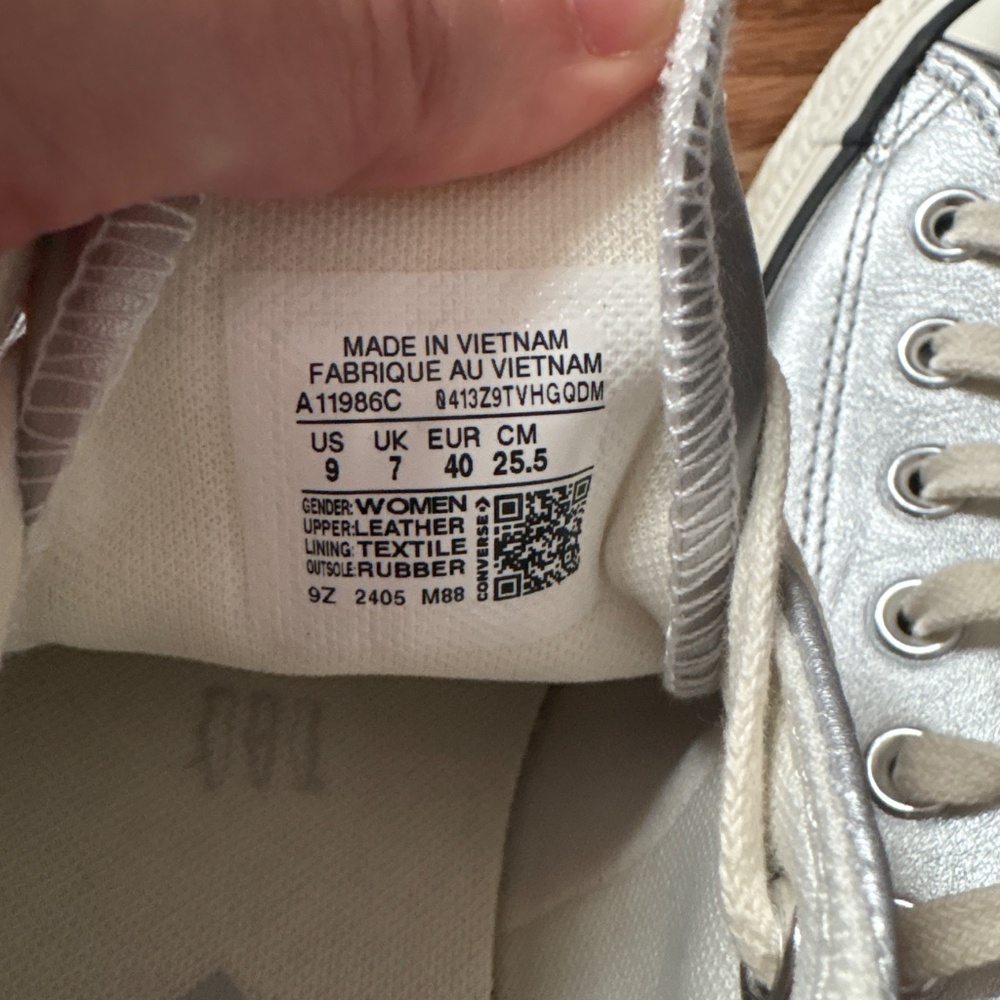 MADE IN VIETNAM
FABRIQUE AU VIETNAM
A11986C 0413Z9TVHGQDM
US UK EUR CM
9 7 40 25.5
GENDER: WOMEN
UPPER: LEATHER
LINING: TEXTILE
OUTSOLE: RUBBER
9Z 2405 M88
CONVERSE